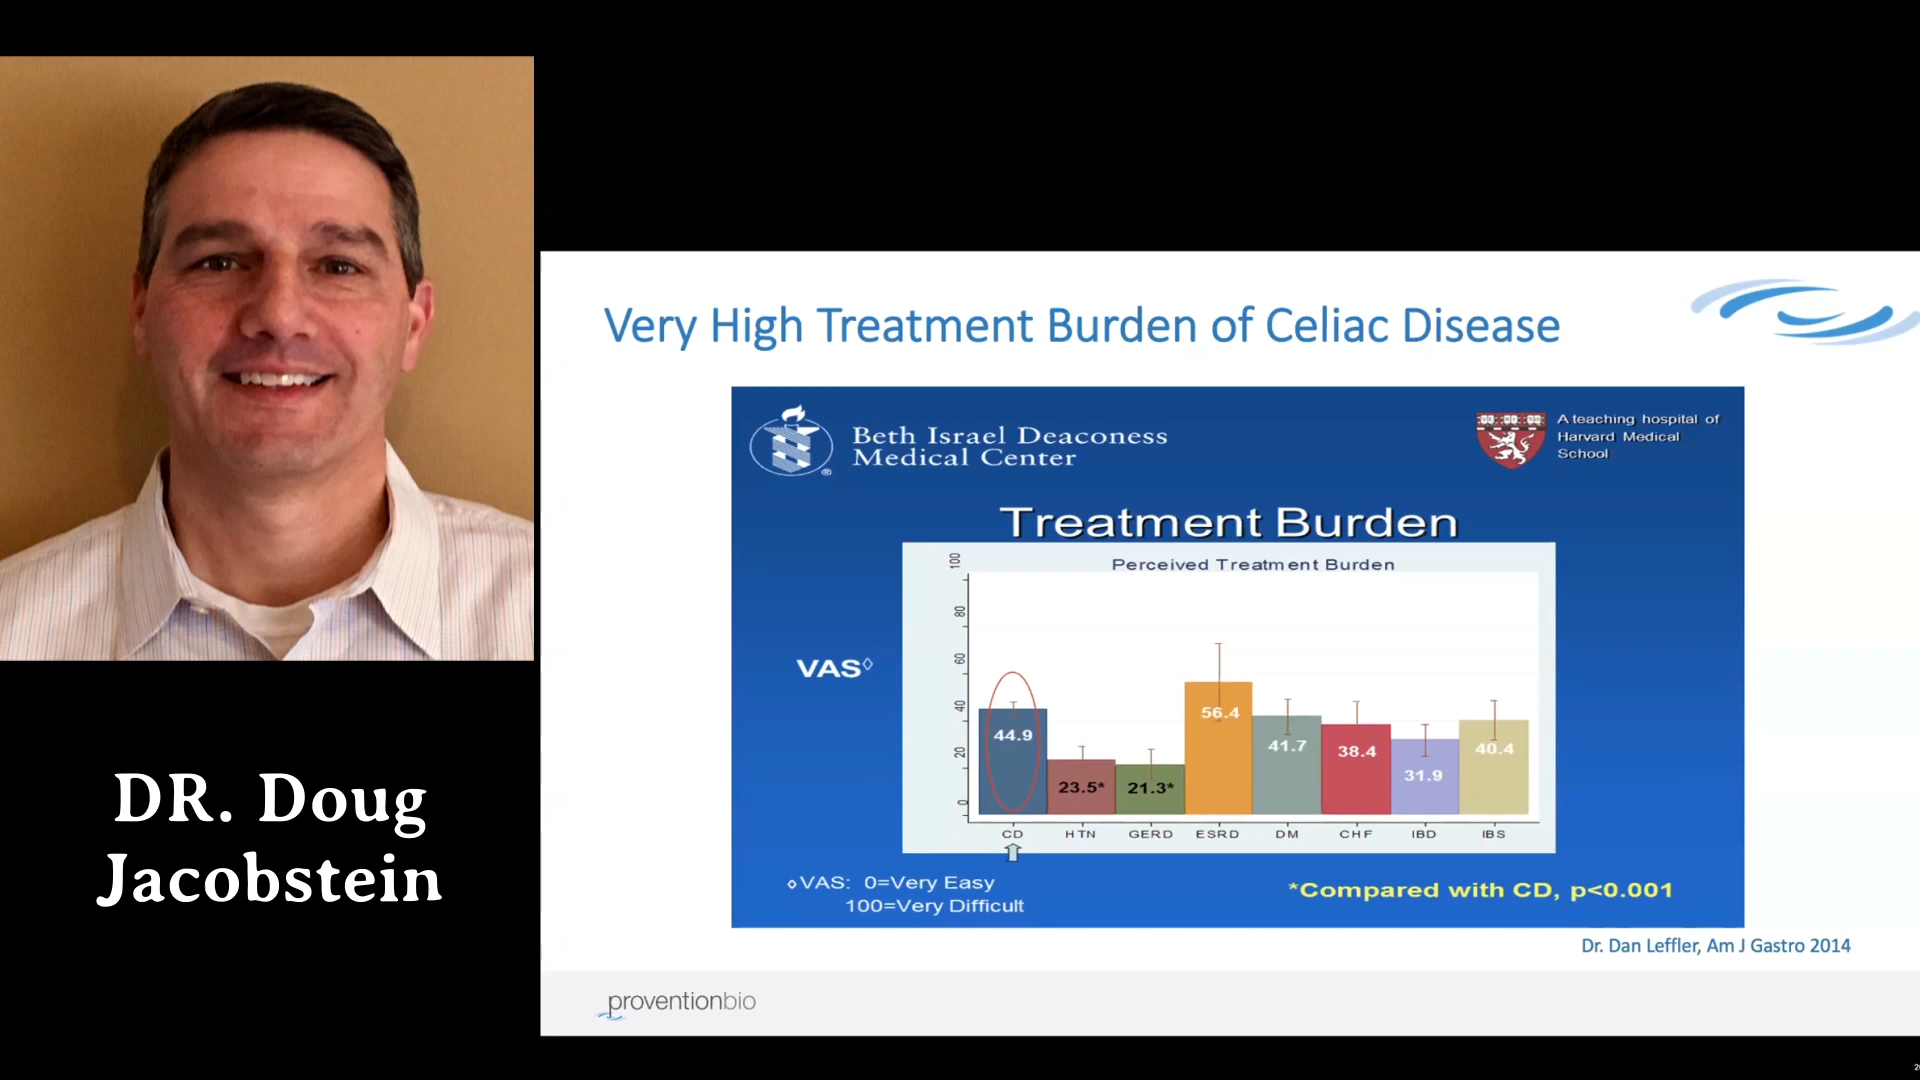 DR. Doug
Jacobstein
Very High Treatment Burden of Celiac Disease
Beth Israel Deaconess
Medical Center
®
A teaching hospital of
Harvard Medical
School
Treatment Burden
Perceived Treatment Burden
VAS◊
100
80
60
40
20
0
44.9
23.5*
21.3*
56.4
41.7
38.4
31.9
40.4
CD HTN GERD ESRD DM CHF IBD IBS
◊VAS: 0=Very Easy
100=Very Difficult
*Compared with CD, p<0.001
Dr. Dan Leffler, Am J Gastro 2014
proventionbio